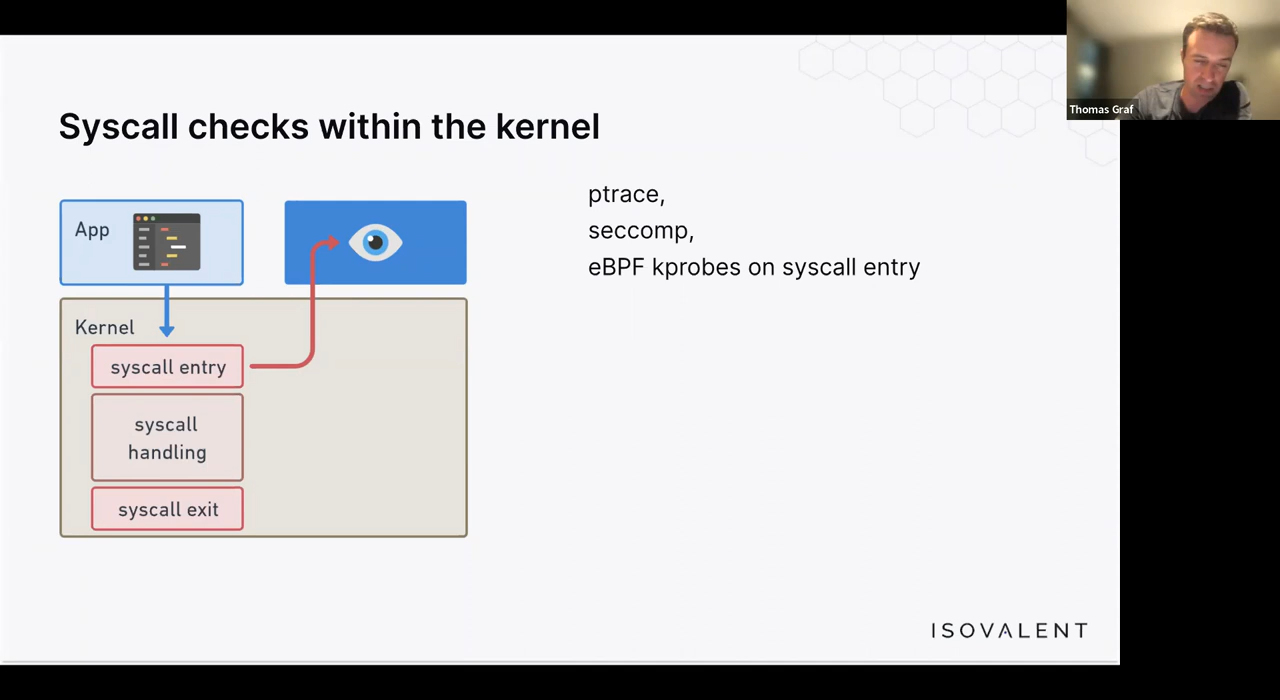 Thomas Graf
Syscall checks within the kernel
App
ptrace,
seccomp,
eBPF kprobes on syscall entry
Kernel
syscall entry
syscall
handling
syscall exit
ISOVALENT